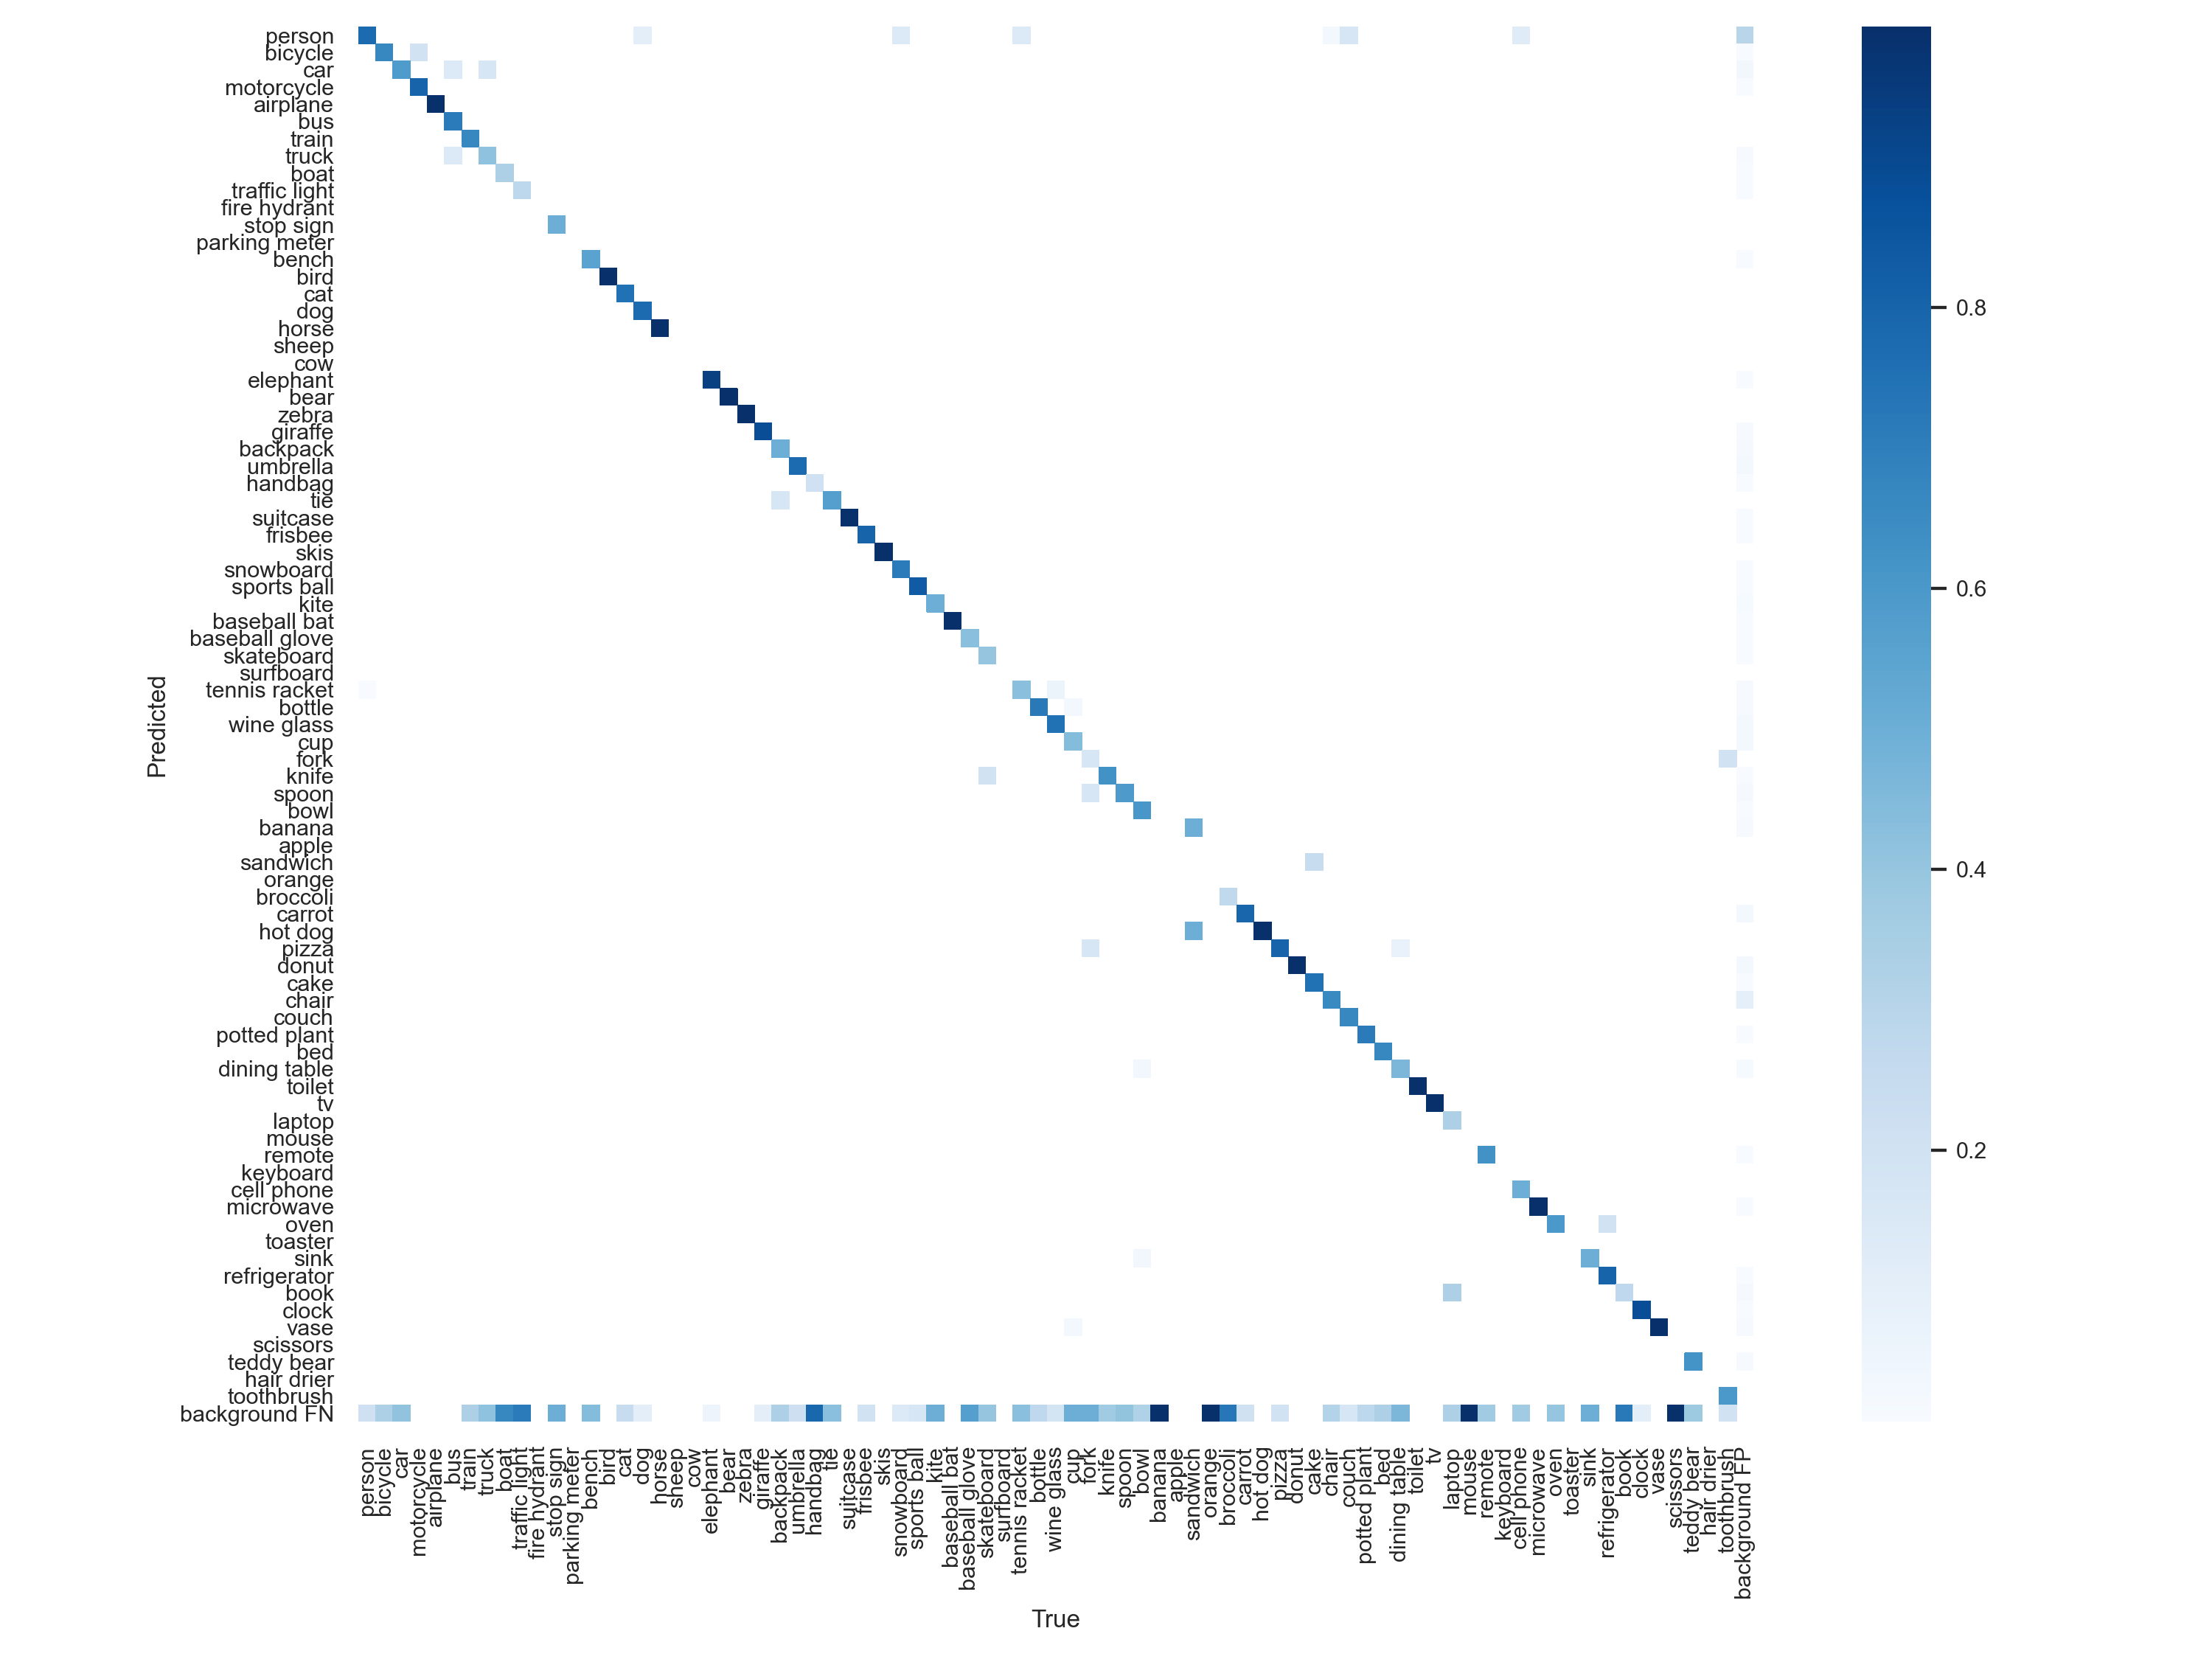 person
bicycle
car
motorcycle
airplane
bus
train
truck
boat
traffic light
fire hydrant
stop sign
parking meter
bench
bird
cat
dog
horse
sheep
cow
elephant
bear
zebra
giraffe
backpack
umbrella
handbag
tie
suitcase
frisbee
skis
snowboard
sports ball
kite
baseball bat
baseball glove
skateboard
surfboard
tennis racket
bottle
wine glass
cup
fork
knife
spoon
bowl
banana
apple
sandwich
orange
broccoli
carrot
hot dog
pizza
donut
cake
chair
couch
potted plant
bed
dining table
toilet
tv
laptop
mouse
remote
keyboard
cell phone
microwave
oven
toaster
sink
refrigerator
book
clock
vase
scissors
teddy bear
hair drier
toothbrush
background FN
Predicted
person
bicycle
car
motorcycle
airplane
bus
train
truck
boat
traffic light
fire hydrant
stop sign
parking meter
bench
bird
cat
dog
horse
sheep
cow
elephant
bear
zebra
giraffe
backpack
umbrella
handbag
tie
suitcase
frisbee
skis
snowboard
sports ball
kite
baseball bat
baseball glove
skateboard
surfboard
tennis racket
bottle
wine glass
cup
fork
knife
spoon
bowl
banana
apple
sandwich
orange
broccoli
carrot
hot dog
pizza
donut
cake
chair
couch
potted plant
bed
dining table
toilet
tv
laptop
mouse
remote
keyboard
cell phone
microwave
oven
toaster
sink
refrigerator
book
clock
vase
scissors
teddy bear
hair drier
toothbrush
background FP
True
0.8
0.6
0.4
0.2